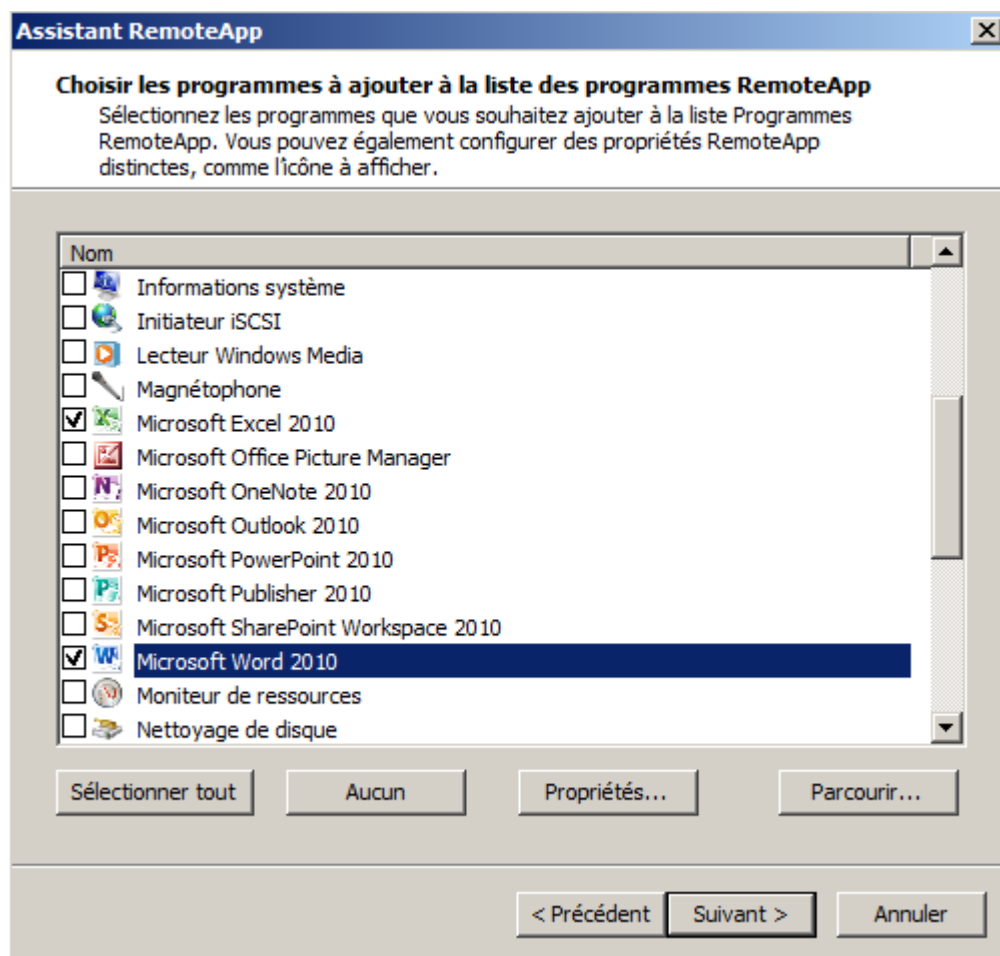 Assistant RemoteApp
Choisir les programmes à ajouter à la liste des programmes RemoteApp
Sélectionnez les programmes que vous souhaitez ajouter à la liste Programmes
RemoteApp. Vous pouvez également configurer des propriétés RemoteApp
distinctes, comme l'icône à afficher.
Nom
Informations système
Initiateur iSCSI
Lecteur Windows Media
Magnétophone
Microsoft Excel 2010
Microsoft Office Picture Manager
Microsoft OneNote 2010
Microsoft Outlook 2010
Microsoft PowerPoint 2010
Microsoft Publisher 2010
Microsoft SharePoint Workspace 2010
Microsoft Word 2010
Moniteur de ressources
Nettoyage de disque
Sélectionner tout Aucun Propriétés... Parcourir...
< Précédent Suivant > Annuler